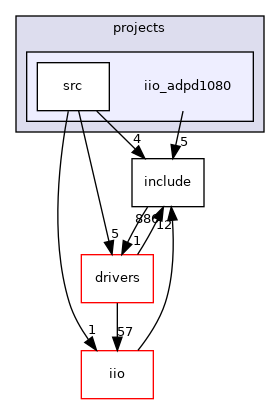 projects
src
iio_adpd1080
4
5
include
886
5
1
12
drivers
1
57
iio